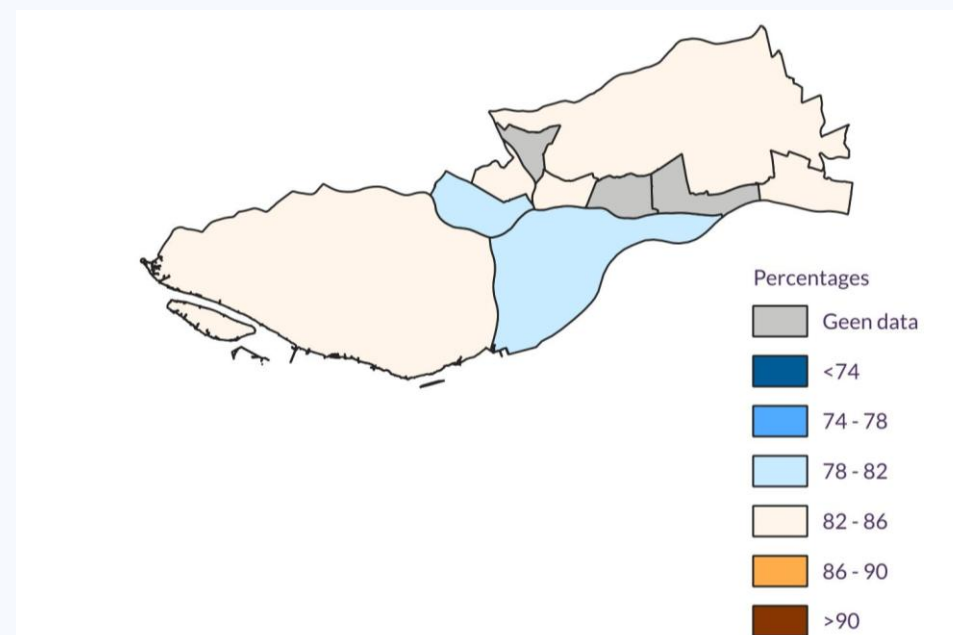 Percentages
Geen data
<74
74 - 78
78 - 82
82 - 86
86 - 90
>90